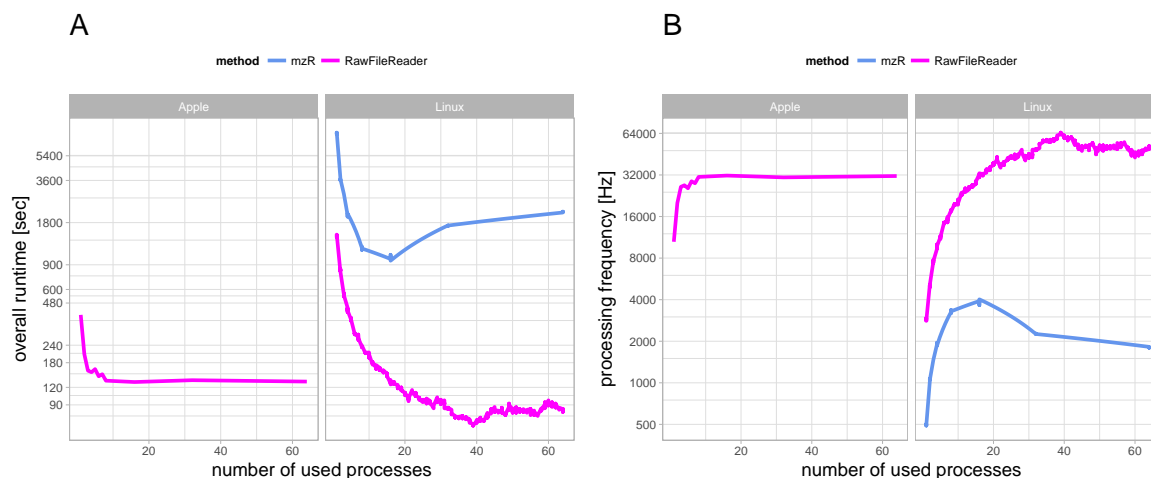 A
method mzR RawFileReader
Apple Linux
5400
3600
1800
900
600
480
240
180
120
90
overall runtime [sec]
20 40 60 20 40 60
number of used processes
B
method mzR RawFileReader
Apple Linux
64000
32000
16000
8000
4000
2000
1000
500
processing frequency [Hz]
20 40 60 20 40 60
number of used processes